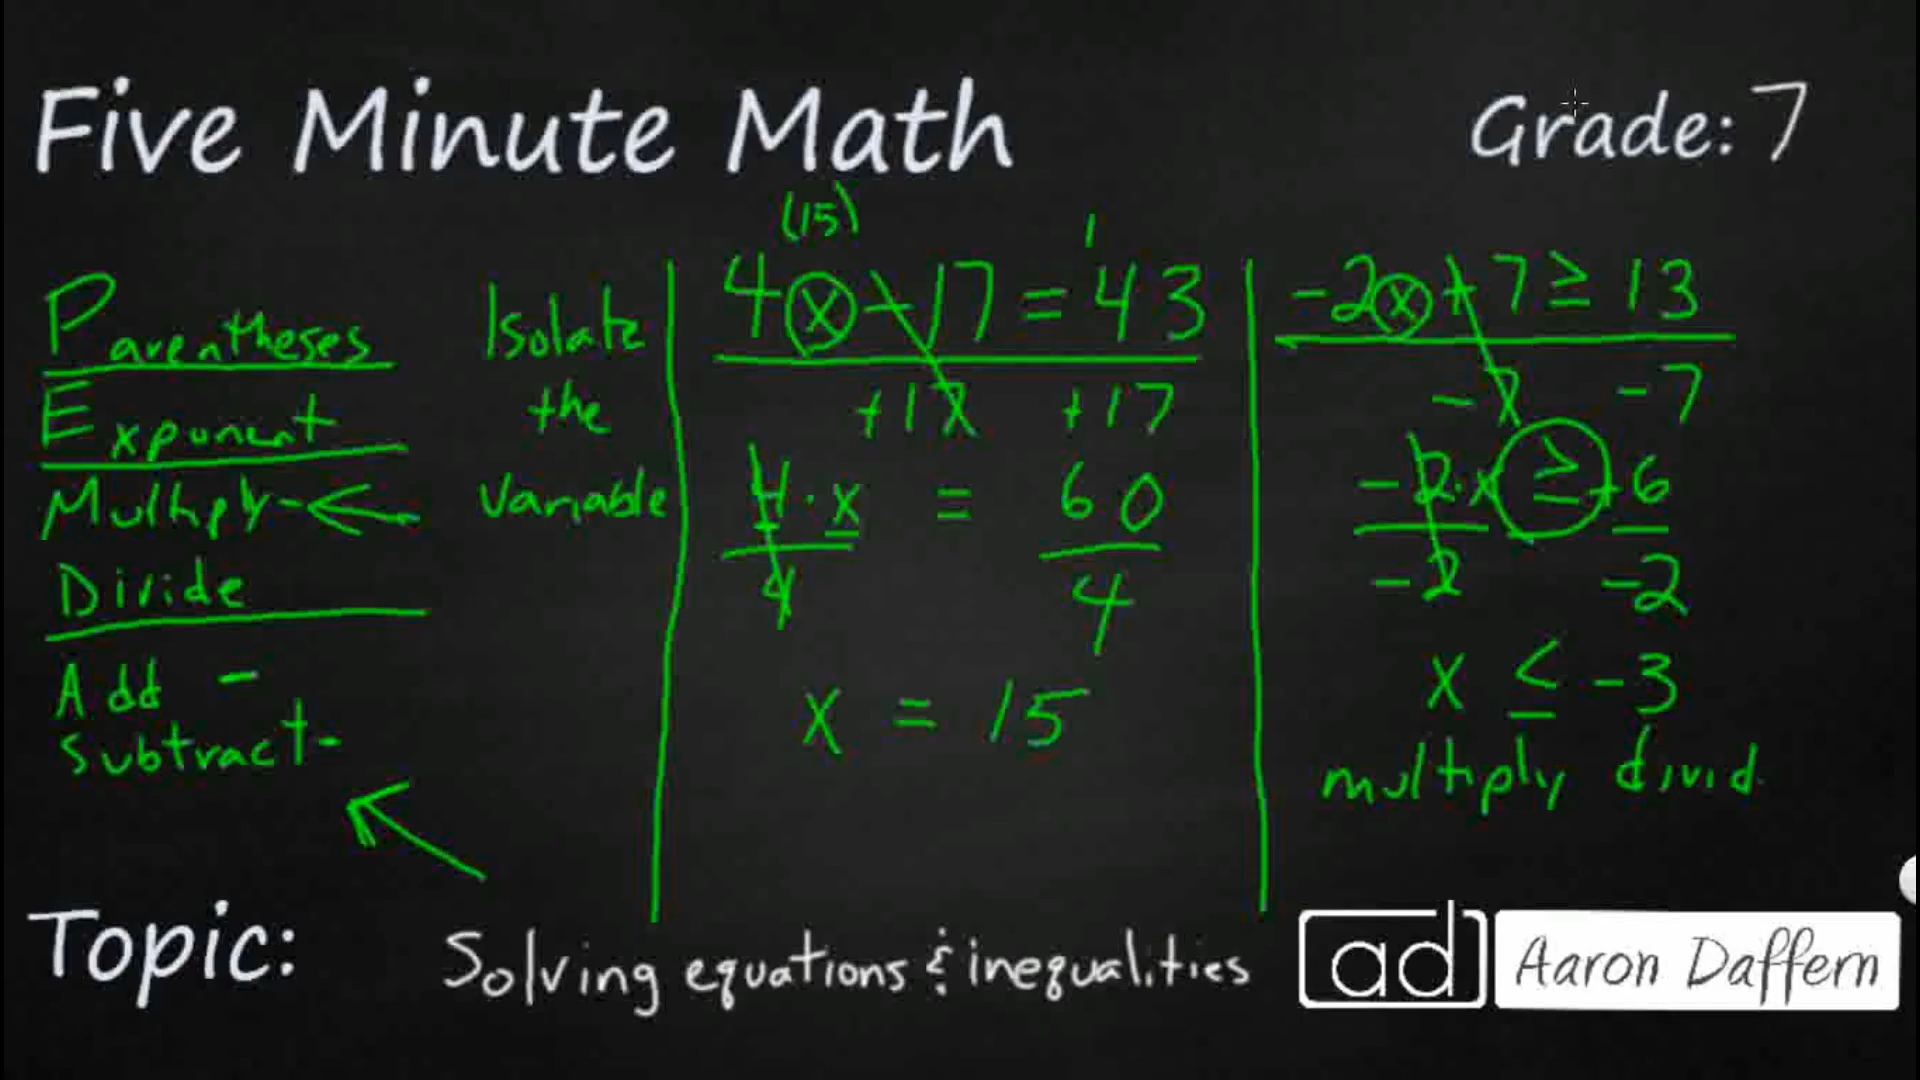 Five Minute Math
Grade: 7
Parentheses
Exponent
Multiply
Divide
Add -
Subtract -
Isolate
the
Variable
(15) 1
4x - 17 = 43
+17 +17
4 · x = 60
4 4
x = 15
-2x + 7 ≥ 13
-7 -7
-2 · x ≥ +6
-2 -2
x ≤ -3
multiply divid
Topic:
Solving equations & inequalities
ad Aaron Daffern